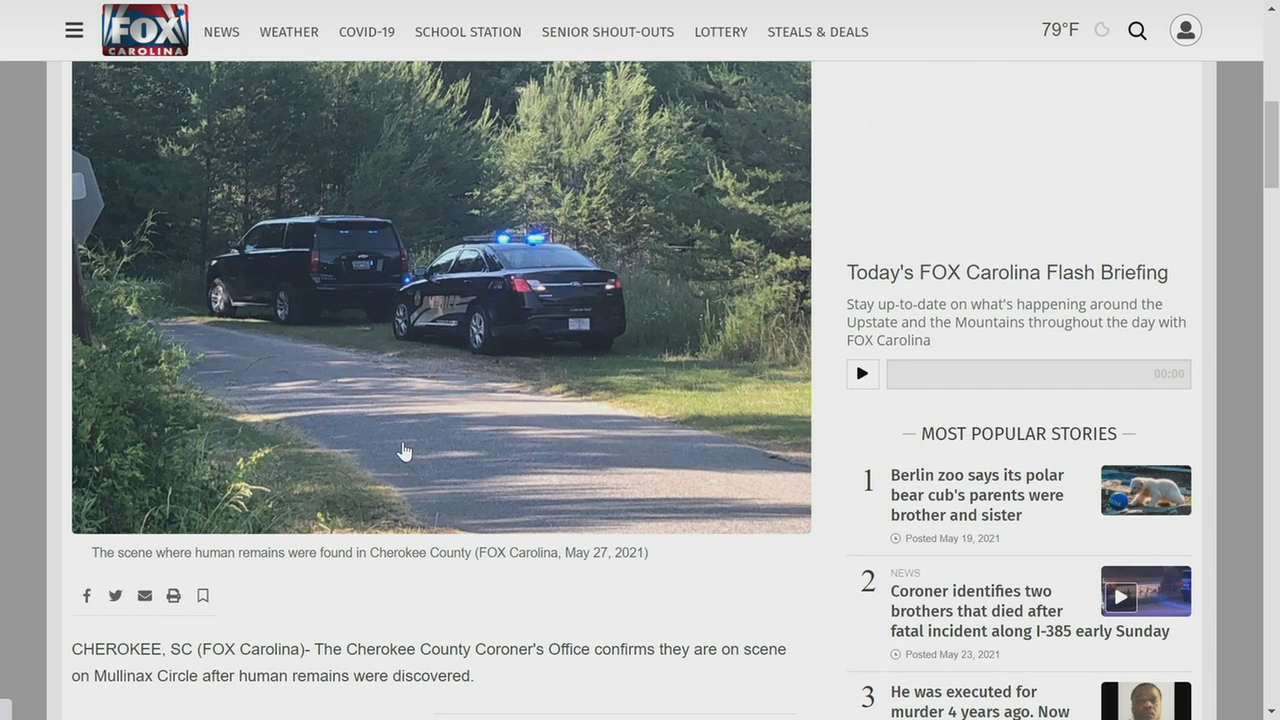 FOX
CAROLINA
NEWS
WEATHER
COVID-19
SCHOOL STATION
SENIOR SHOUT-OUTS
LOTTERY
STEALS & DEALS
79°F
The scene where human remains were found in Cherokee County (FOX Carolina, May 27, 2021)
CHEROKEE, SC (FOX Carolina)- The Cherokee County Coroner's Office confirms they are on scene
on Mullinax Circle after human remains were discovered.
Today's FOX Carolina Flash Briefing
Stay up-to-date on what's happening around the
Upstate and the Mountains throughout the day with
FOX Carolina
00:00
MOST POPULAR STORIES
1
Berlin zoo says its polar
bear cub's parents were
brother and sister
Posted May 19, 2021
2
NEWS
Coroner identifies two
brothers that died after
fatal incident along I-385 early Sunday
Posted May 23, 2021
3
He was executed for
murder 4 years ago. Now